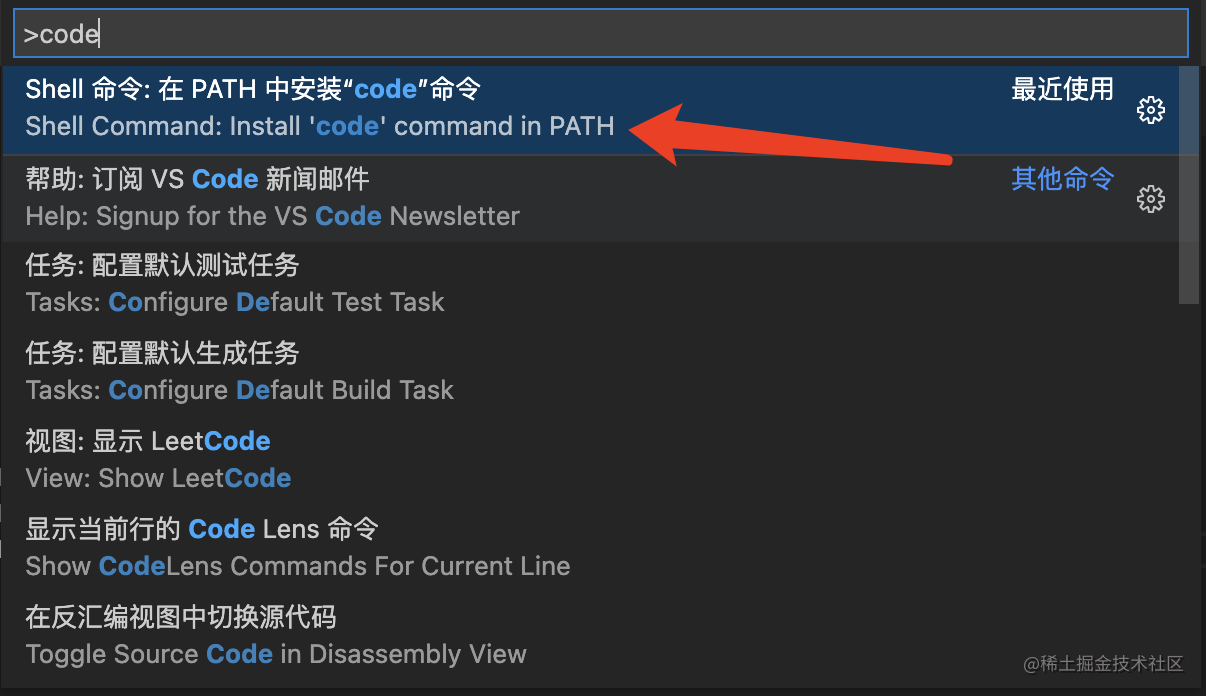 >code
Shell 命令: 在 PATH 中安装“code”命令
最近使用
Shell Command: Install 'code' command in PATH
帮助: 订阅 VS Code 新闻邮件
其他命令
Help: Signup for the VS Code Newsletter
任务: 配置默认测试任务
Tasks: Configure Default Test Task
任务: 配置默认生成任务
Tasks: Configure Default Build Task
视图: 显示 LeetCode
View: Show LeetCode
显示当前行的 Code Lens 命令
Show CodeLens Commands For Current Line
在反汇编视图中切换源代码
Toggle Source Code in Disassembly View
@稀土掘金技术社区